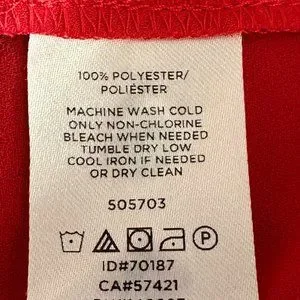 100% POLYESTER/
POLIÉSTER
MACHINE WASH COLD
ONLY NON-CHLORINE
BLEACH WHEN NEEDED
TUMBLE DRY LOW
COOL IRON IF NEEDED
OR DRY CLEAN
505703
P
ID#70187
CA#57421